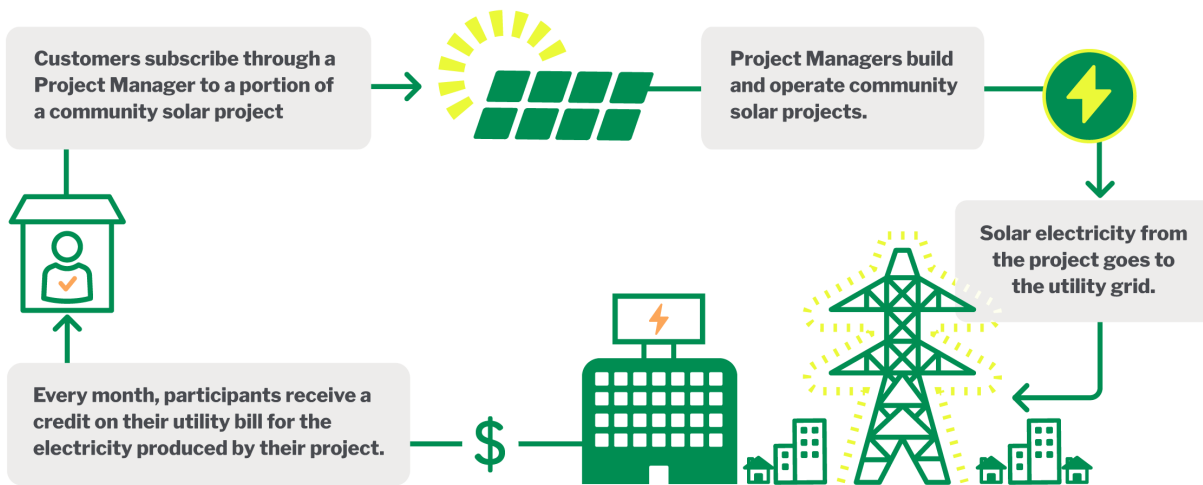 Customers subscribe through a
Project Manager to a portion of
a community solar project
Project Managers build
and operate community
solar projects.
Solar electricity from
the project goes to
the utility grid.
Every month, participants receive a
credit on their utility bill for the
electricity produced by their project.
$